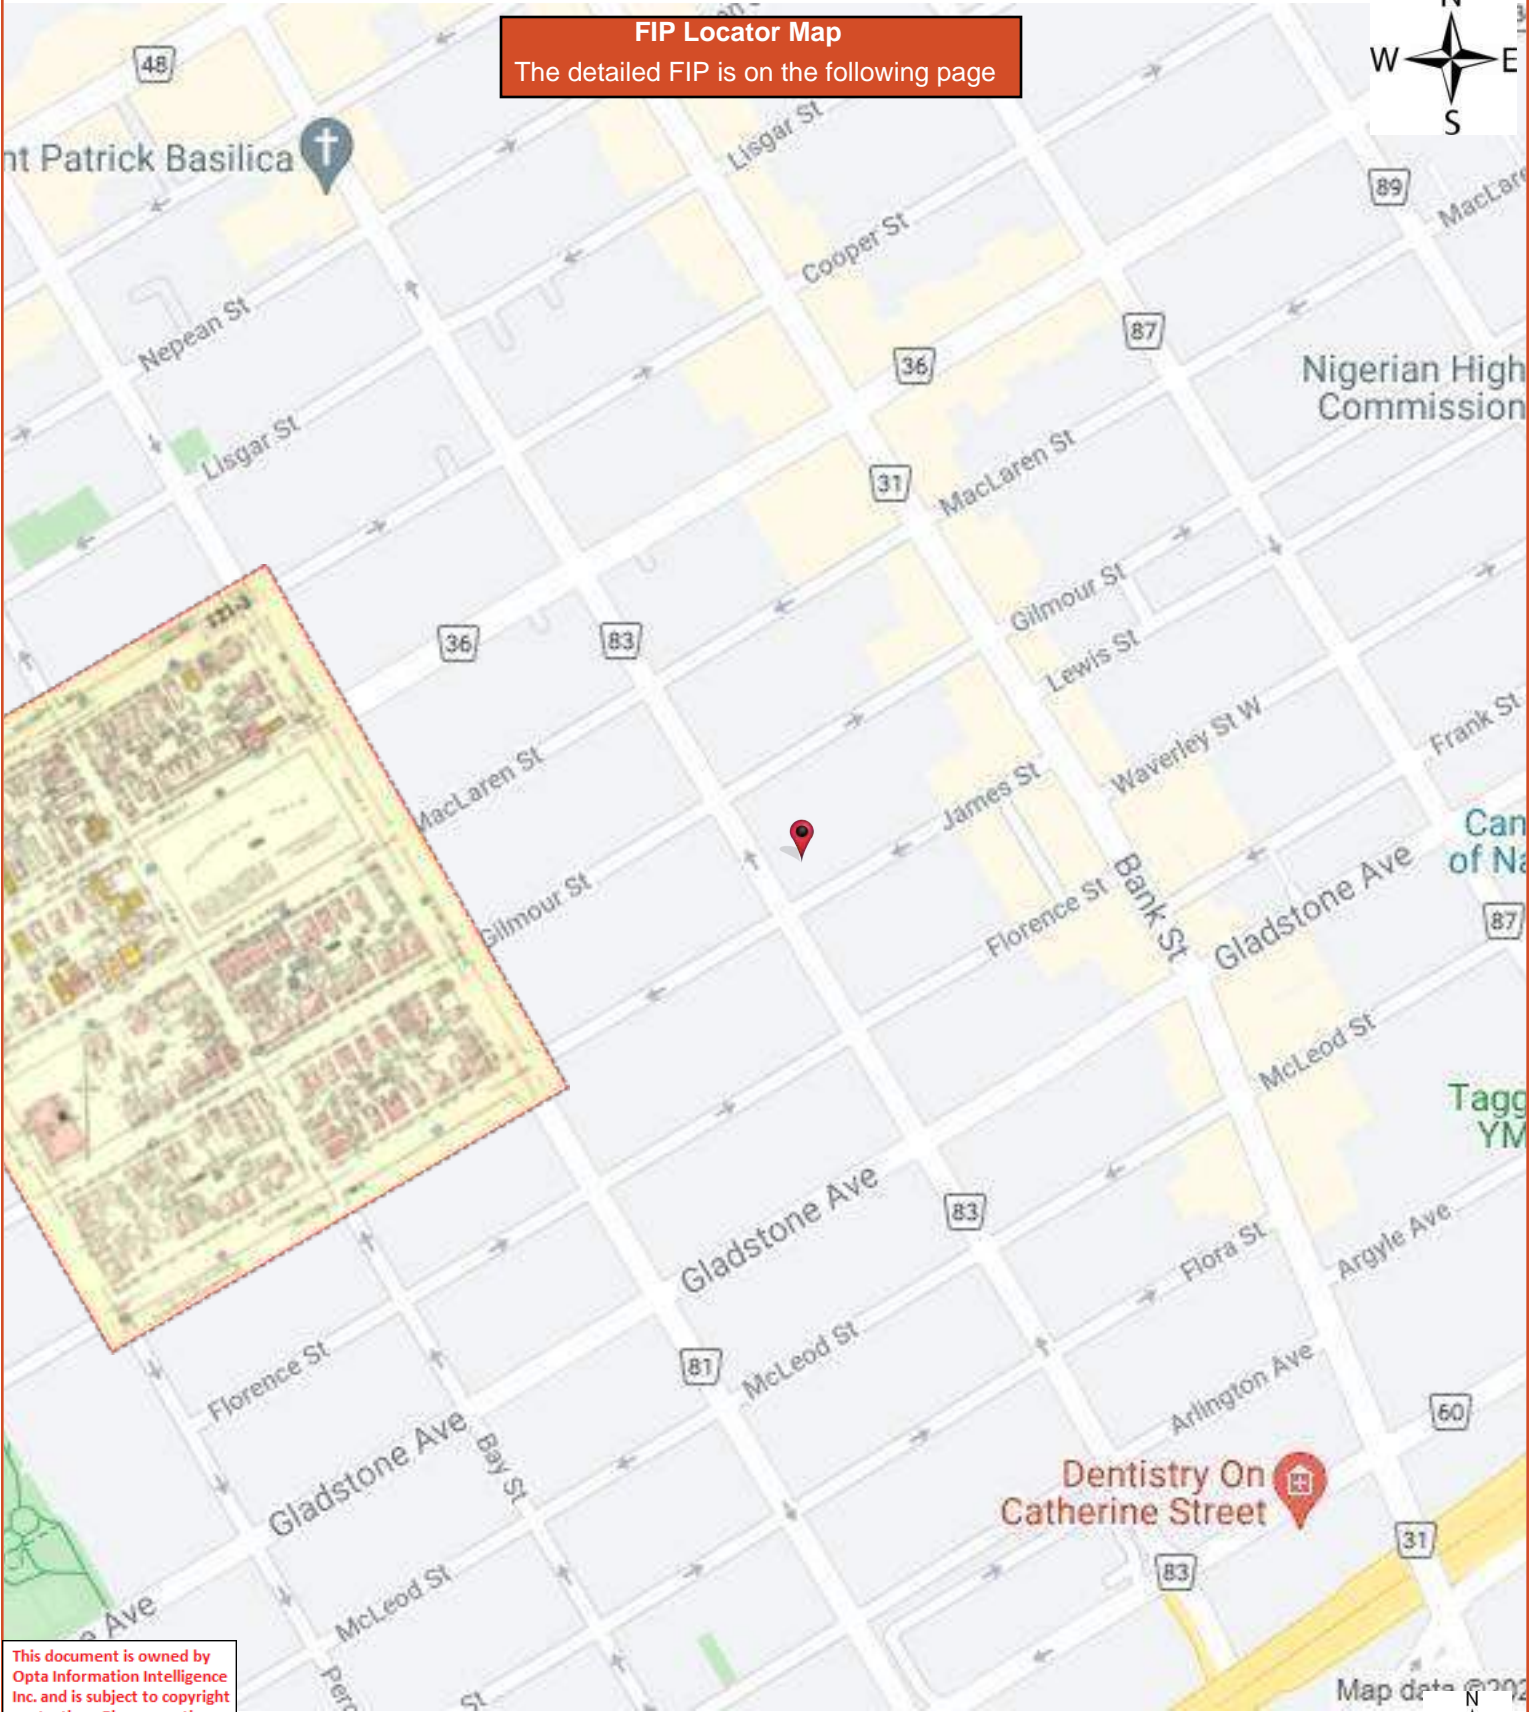 FIP Locator Map
The detailed FIP is on the following page
N
W
E
S
48
nt Patrick Basilica
Lisgar St
Cooper St
89
MacLare
Nepean St
87
36
Nigerian High
Commission
Lisgar St
31
MacLaren St
Gilmour St
36
83
Lewis St
Waverley St W
Frank St
MacLaren St
James St
Can
of Na
Gilmour St
Florence St
Bank St
Gladstone Ave
87
McLeod St
Tagg
YM
Gladstone Ave
83
Flora St
Argyle Ave
Florence St
81
McLeod St
Arlington Ave
60
Gladstone Ave
Bay St
Dentistry On
Catherine Street
31
83
McLeod St
e Ave
Perc
St
This document is owned by
Opta Information Intelligence
Inc. and is subject to copyright
Map data ©202
N